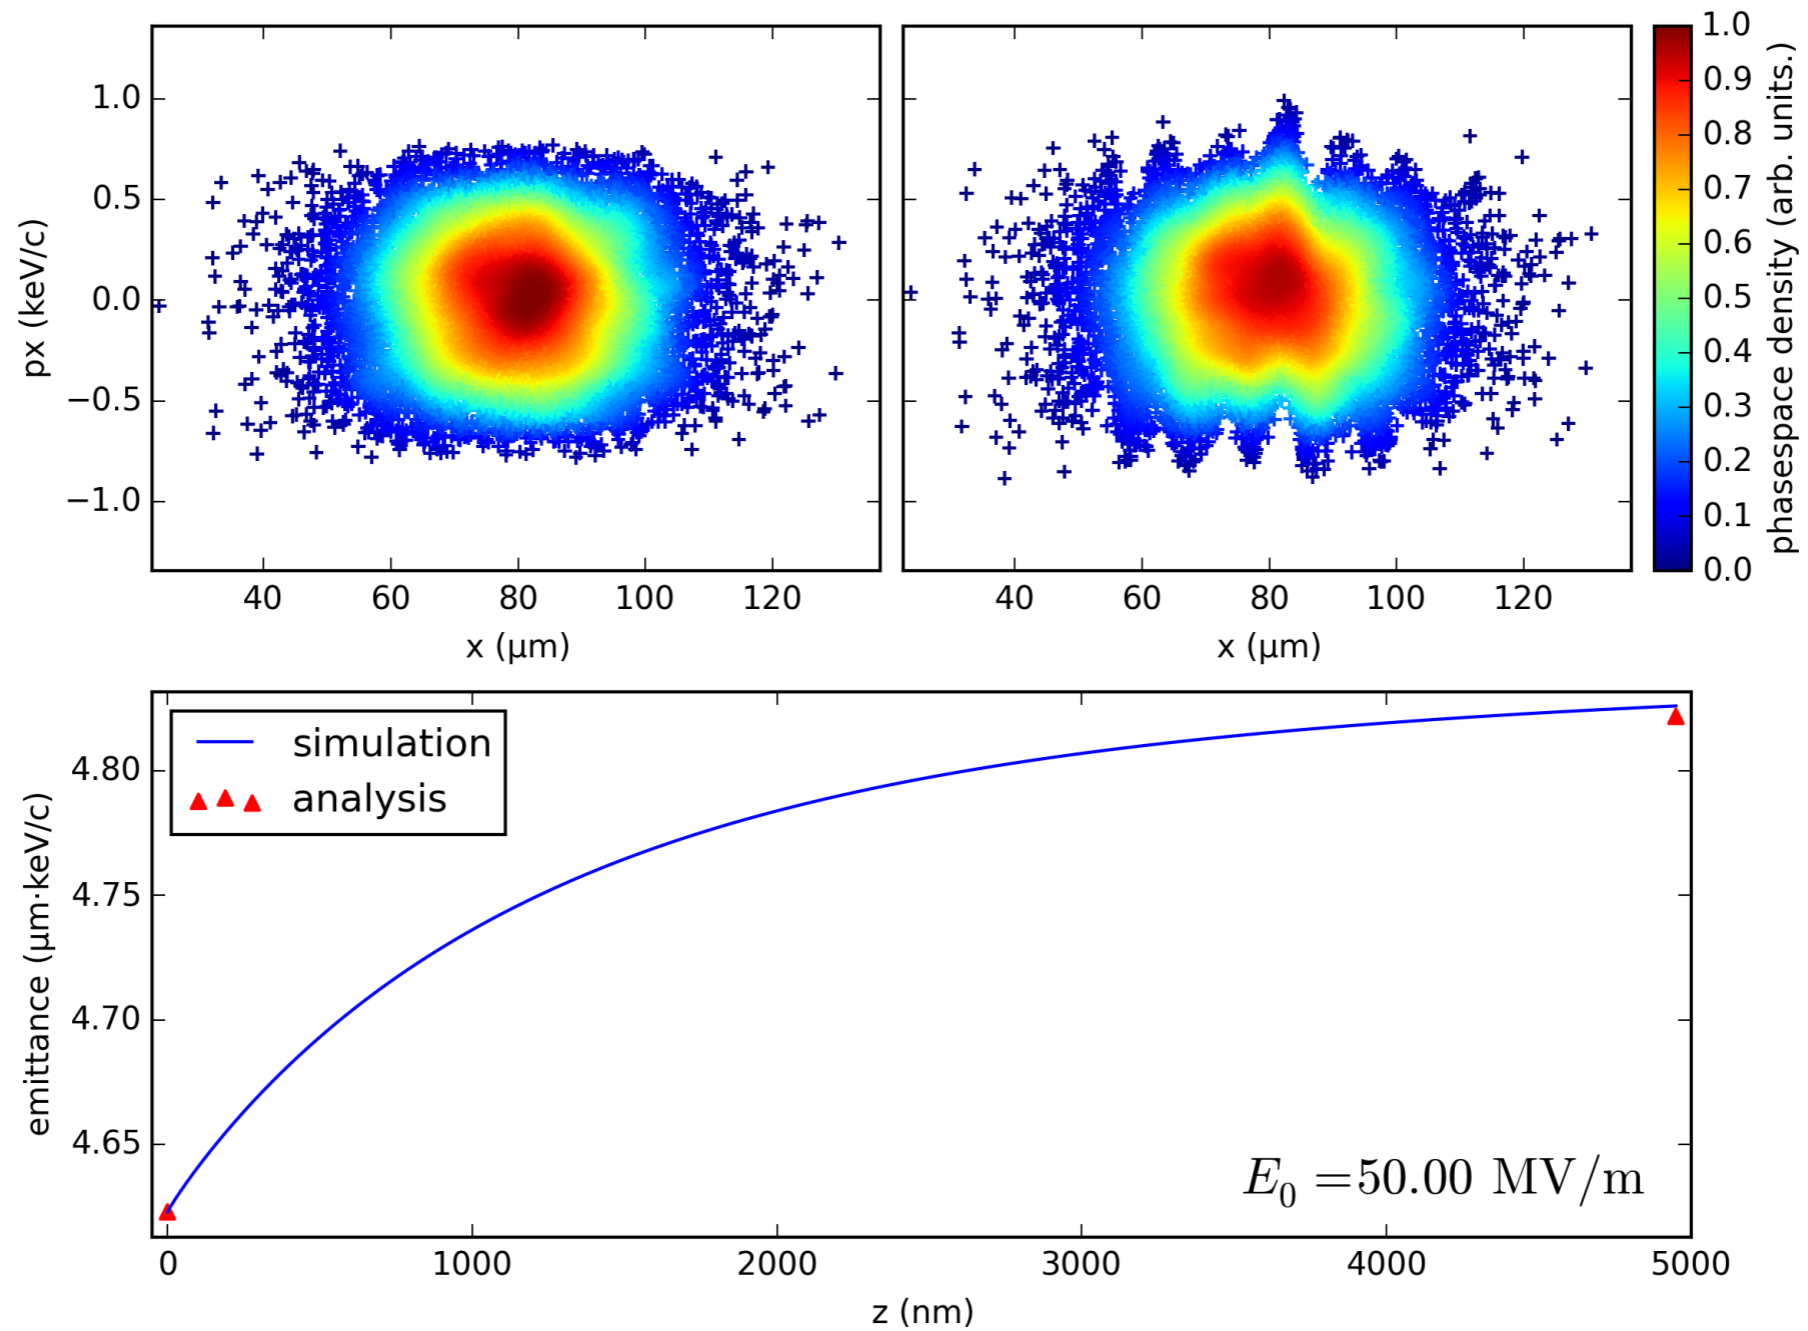 px (keV/c)
1.0
0.5
0.0
−0.5
−1.0
40 60 80 100 120
x (μm)
40 60 80 100 120
x (μm)
1.0
0.9
0.8
0.7
0.6
0.5
0.4
0.3
0.2
0.1
0.0
phasespace density (arb. units.)
emittance (μm·keV/c)
4.80
4.75
4.70
4.65
simulation
analysis
E₀ =50.00 MV/m
0 1000 2000 3000 4000 5000
z (nm)